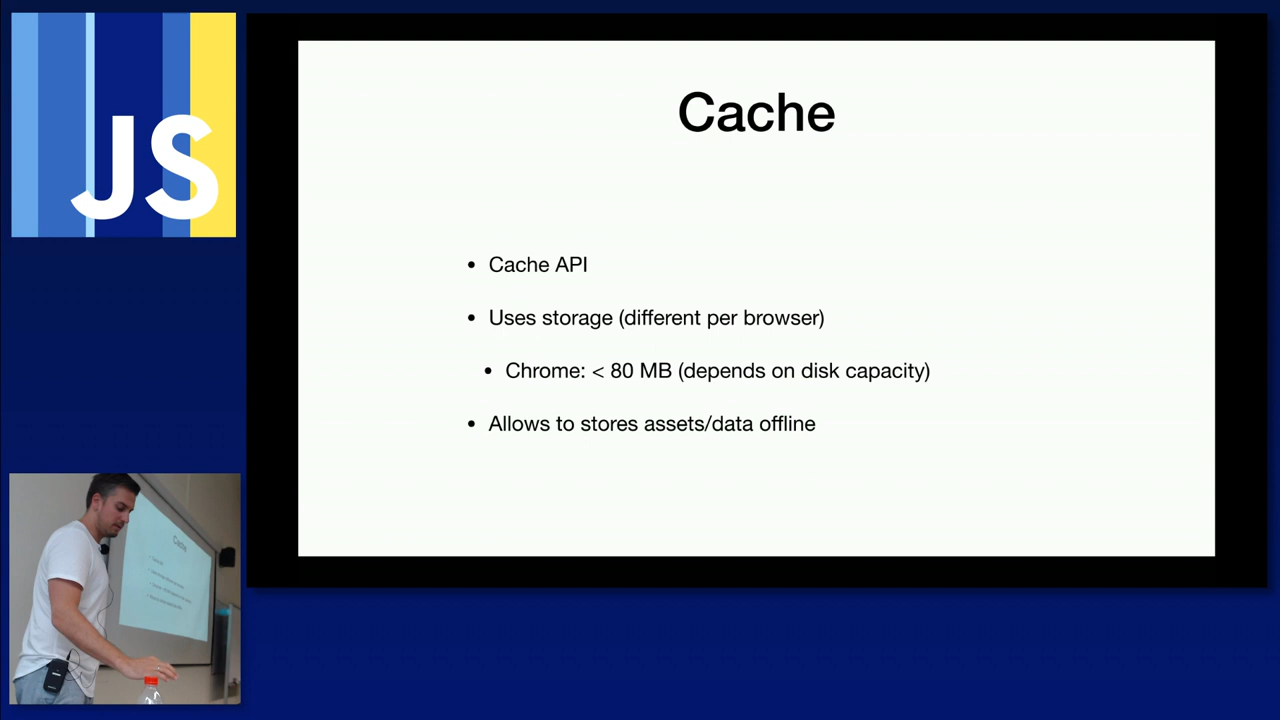 JS
Cache
Cache API
Uses storage (different per browser)
Chrome: < 80 MB (depends on disk capacity)
Allows to stores assets/data offline